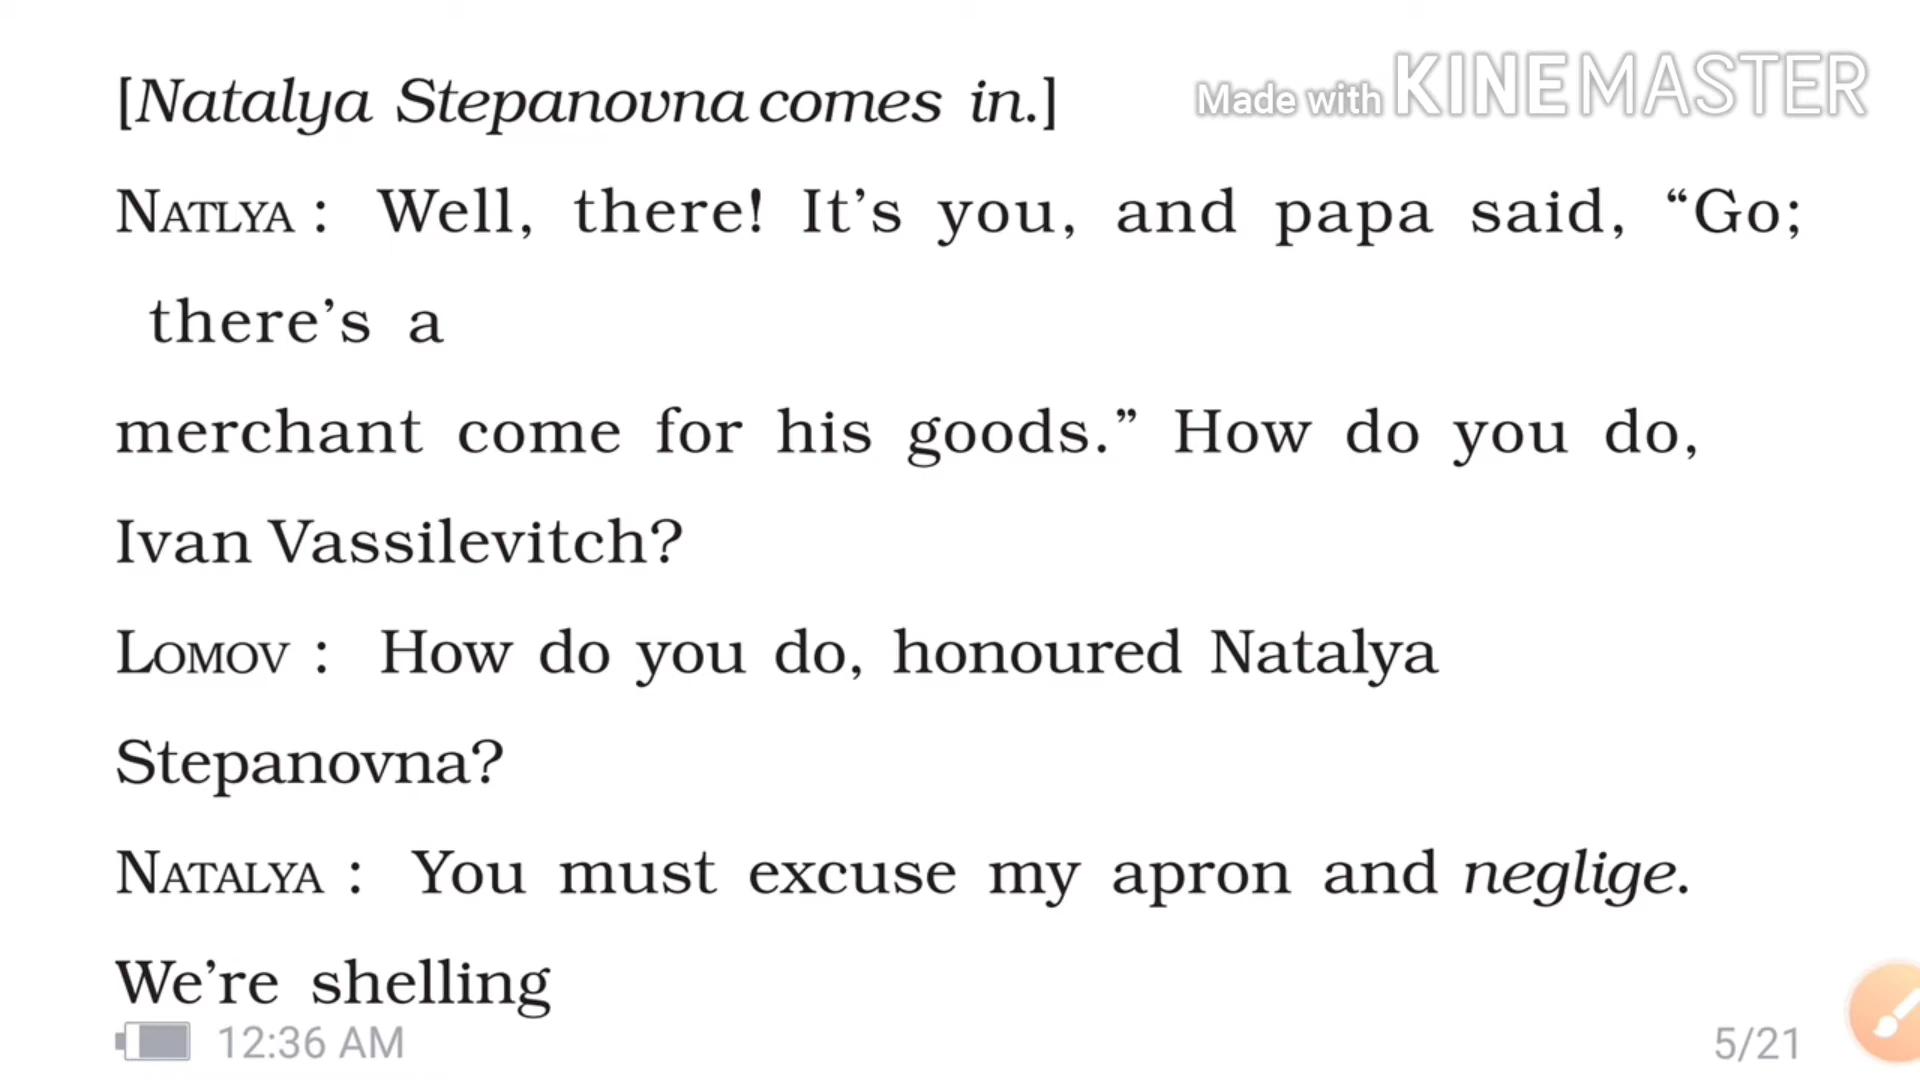 [Natalya Stepanovna comes in.]
Made with KINEMASTER
NATLYA : Well, there! It’s you, and papa said, “Go;
there’s a
merchant come for his goods.” How do you do,
Ivan Vassilevitch?
LOMOV : How do you do, honoured Natalya
Stepanovna?
NATALYA : You must excuse my apron and neglige.
We’re shelling
12:36 AM
5/21